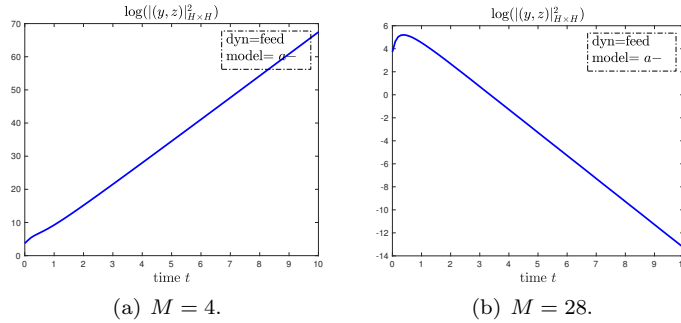 log(|(y, z)|²_{H×H})
dyn=feed
model= a−
70
60
50
40
30
20
10
0
0 1 2 3 4 5 6 7 8 9 10
time t
(a) M = 4.
log(|(y, z)|²_{H×H})
dyn=feed
model= a−
6
4
2
0
-2
-4
-6
-8
-10
-12
-14
0 1 2 3 4 5 6 7 8 9 10
time t
(b) M = 28.